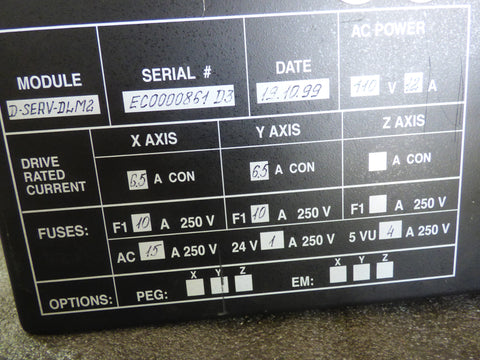 MODULE SERIAL # DATE AC POWER
D-SERV-DLM2 EC0000861 D3 19.10.99 110 V A
X AXIS Y AXIS Z AXIS
DRIVE RATED CURRENT 6,5 A CON 6,5 A CON A CON
FUSES: F1 10 A 250 V F1 10 A 250 V F1 A 250 V
AC 15 A 250 V 24 V 1 A 250 V 5 VU 4 A 250 V
OPTIONS: PEG: X Y Z EM: X Y Z